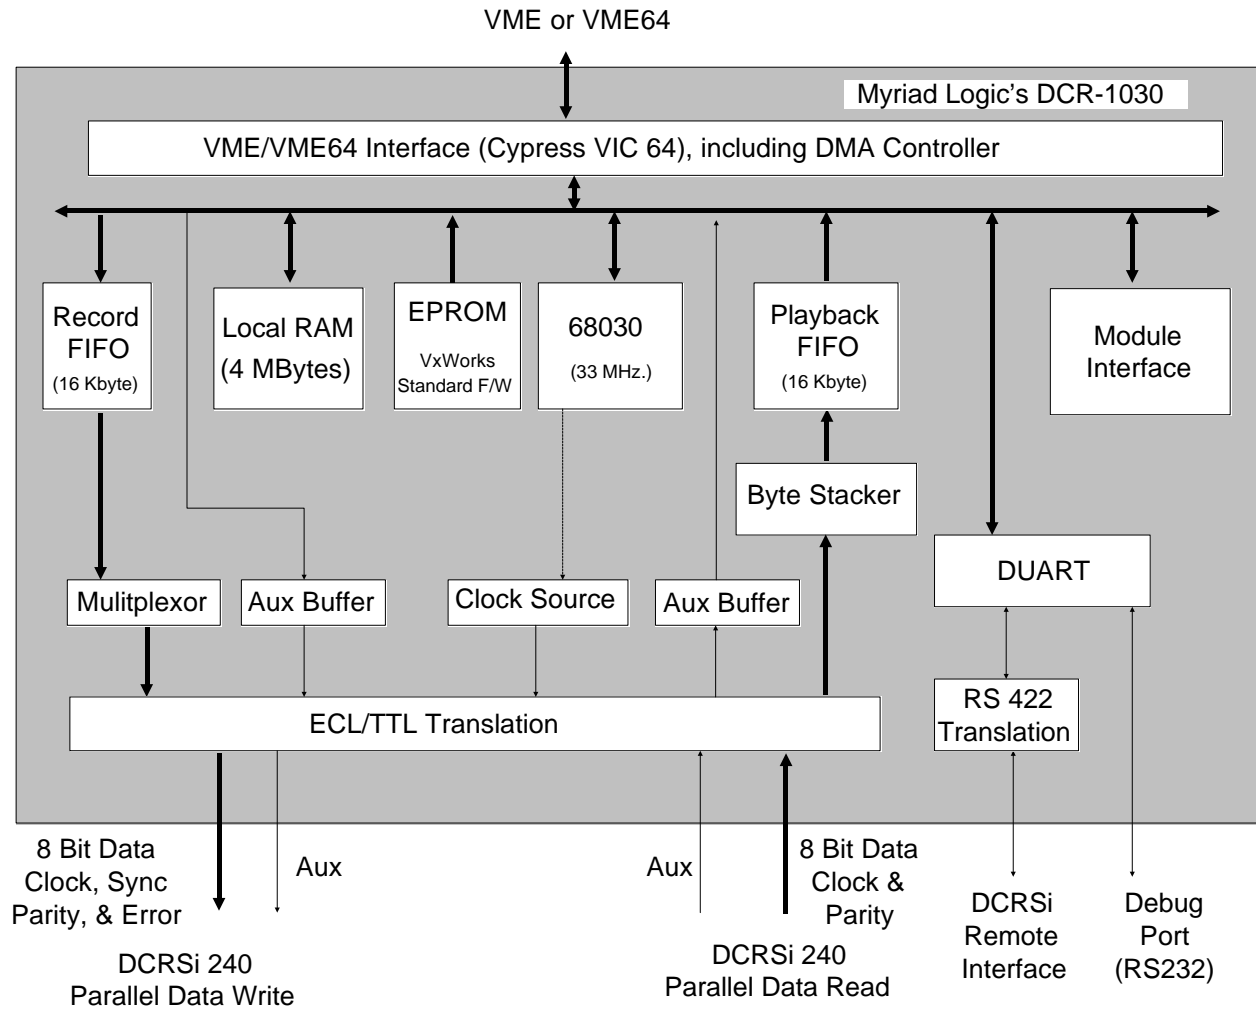 VME or VME64
Myriad Logic's DCR-1030
VME/VME64 Interface (Cypress VIC 64), including DMA Controller
Record
FIFO
(16 Kbyte)
Local RAM
(4 MBytes)
EPROM
VxWorks
Standard F/W
68030
(33 MHz.)
Playback
FIFO
(16 Kbyte)
Module
Interface
Byte Stacker
DUART
Mulitplexor
Aux Buffer
Clock Source
Aux Buffer
ECL/TTL Translation
RS 422
Translation
8 Bit Data
Clock, Sync
Parity, & Error
Aux
Aux
8 Bit Data
Clock &
Parity
DCRSi 240
Parallel Data Write
DCRSi 240
Parallel Data Read
DCRSi
Remote
Interface
Debug
Port
(RS232)